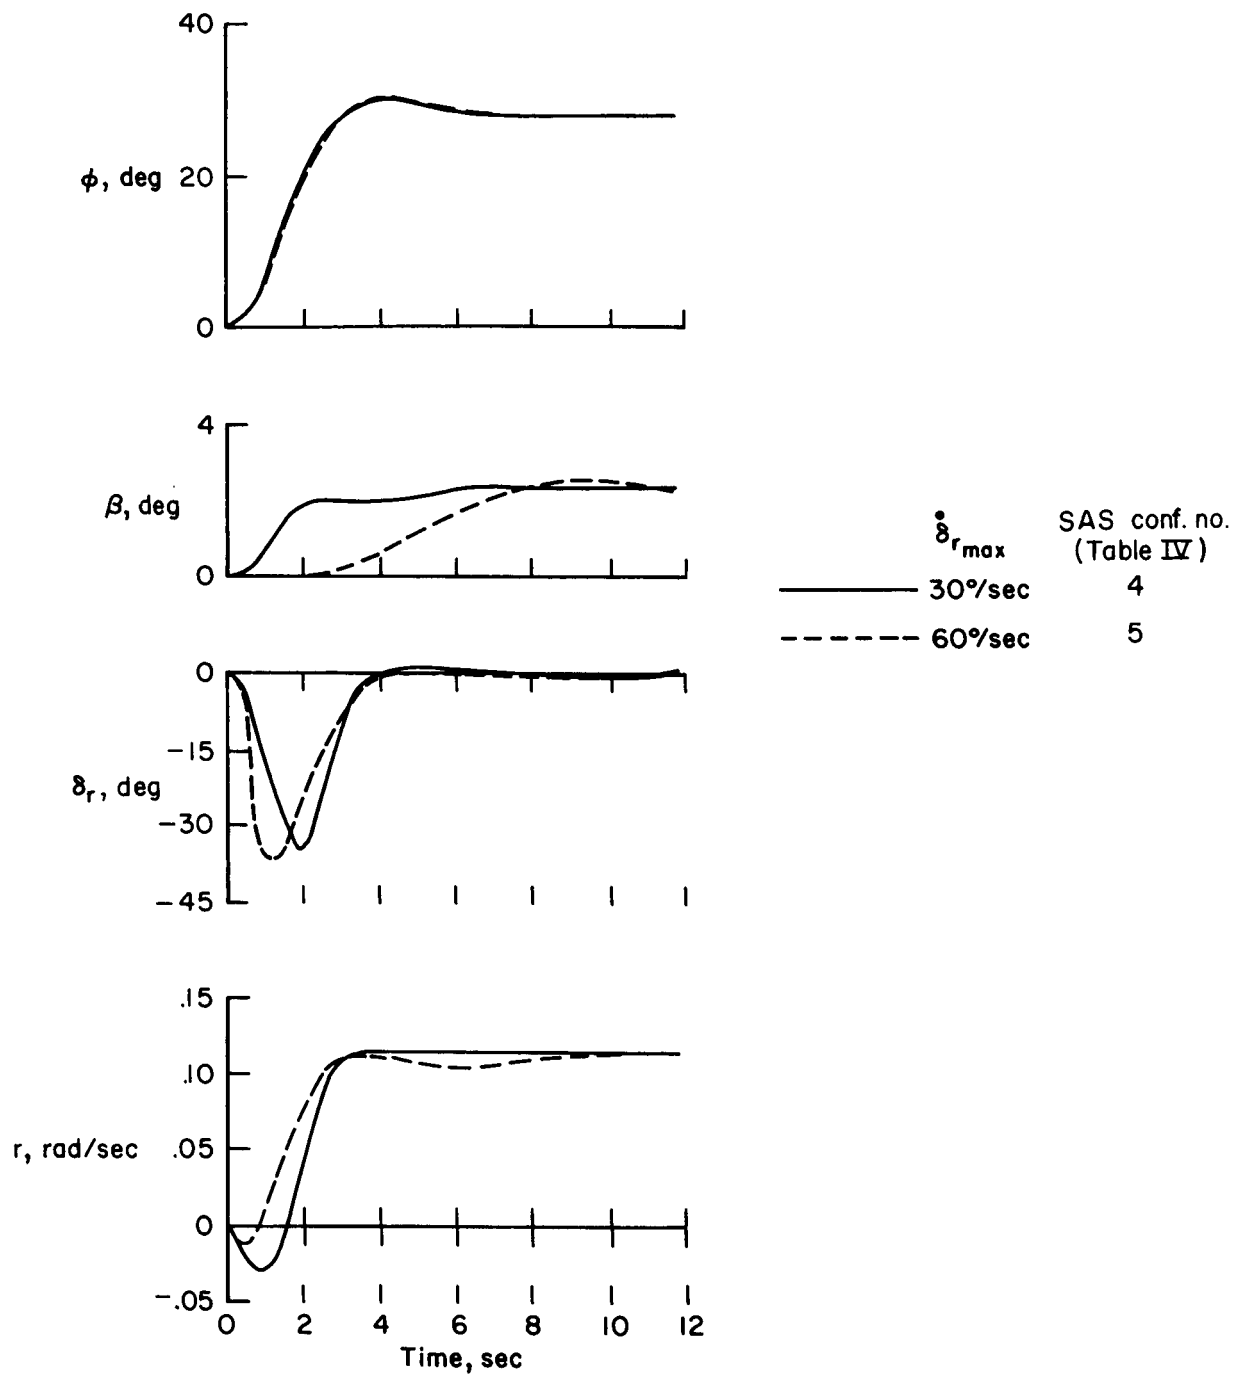 40
φ, deg 20
0
4
β, deg
0
δ̇rmax SAS conf. no.
(Table IV)
30°/sec 4
60°/sec 5
0
-15
δr, deg
-30
-45
.15
.10
r, rad/sec .05
0
-.05
0 2 4 6 8 10 12
Time, sec